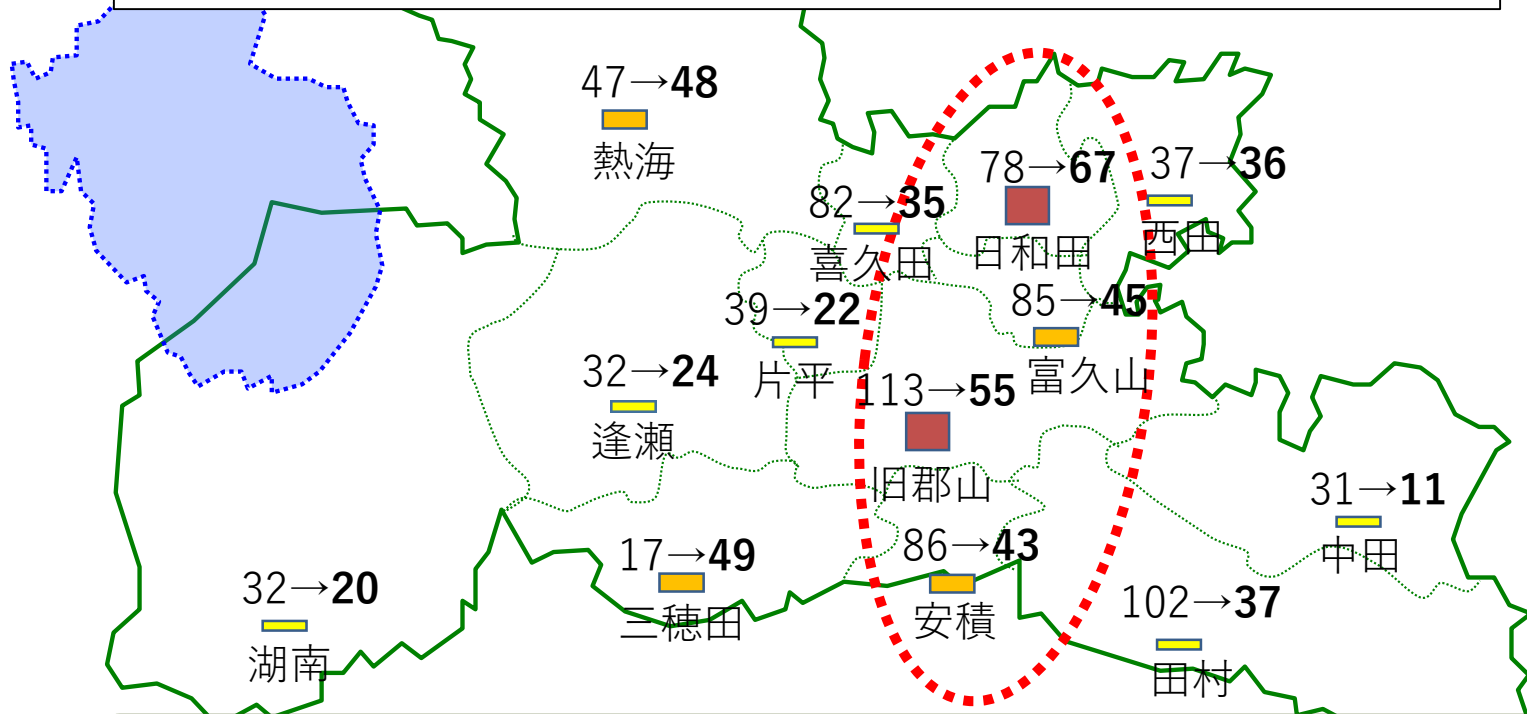 47→48
熱海
78→67
日和田
37→36
西田
82→35
喜久田
39→22
片平
85→45
富久山
32→24
逢瀬
113→55
旧郡山
31→11
中田
17→49
三穂田
86→43
安積
32→20
湖南
102→37
田村